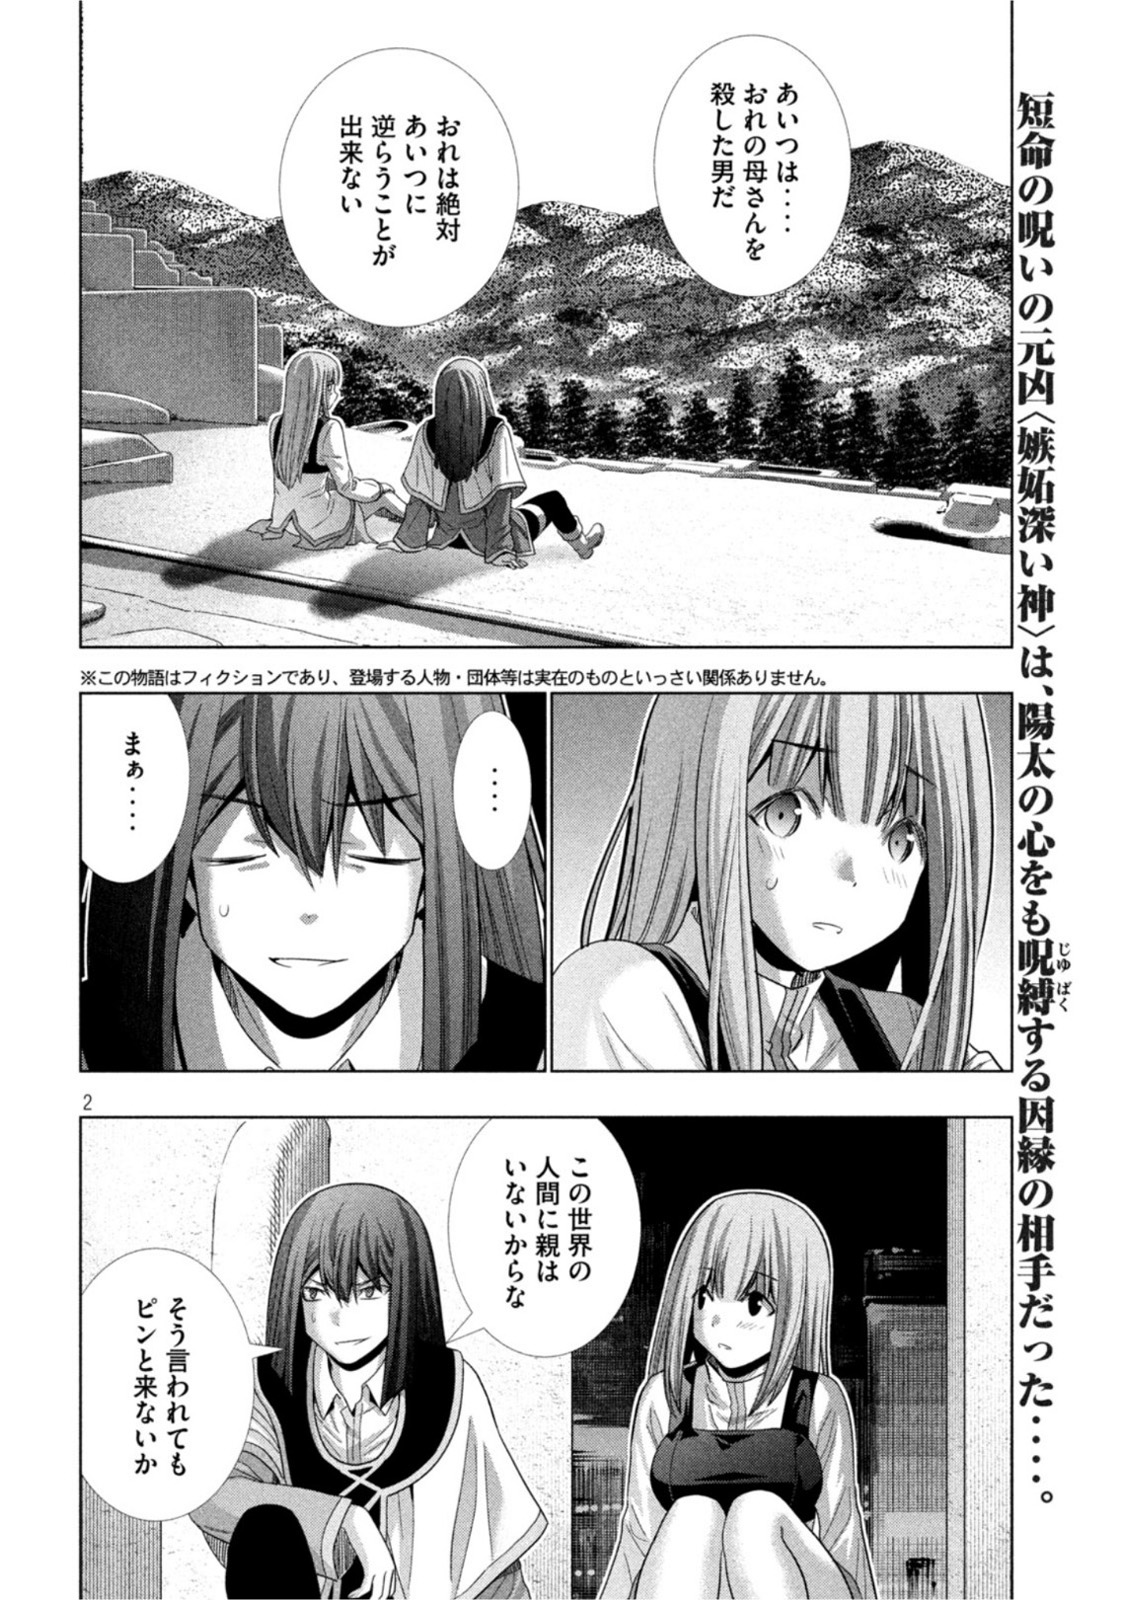 短命の呪いの元凶〈嫉妬深い神〉は、陽太の心をも呪縛する因縁の相手だった‥‥。
じゅばく
あいつは‥‥
おれの母さんを
殺した男だ
おれは絶対
あいつに
逆らうことが
出来ない
※この物語はフィクションであり、登場する人物・団体等は実在のものといっさい関係ありません。
‥‥
まぁ‥‥
2
この世界の
人間に親は
いないからな
そう言われても
ピンと来ないか